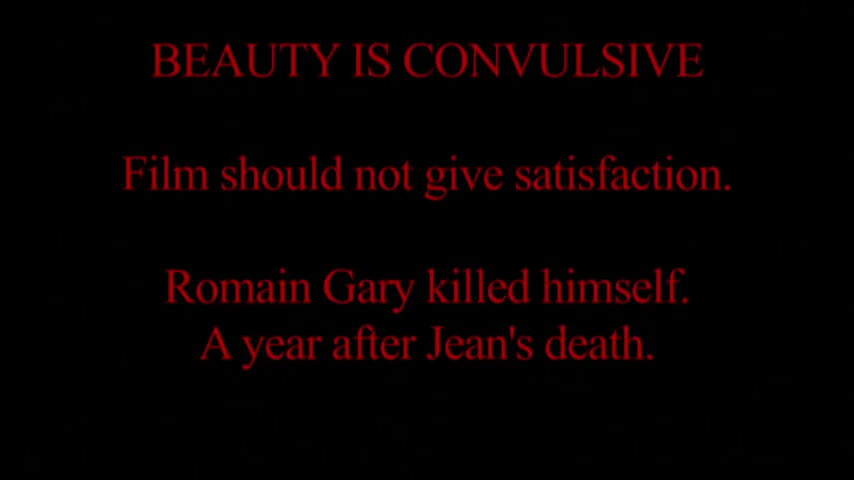 BEAUTY IS CONVULSIVE
Film should not give satisfaction.
Romain Gary killed himself.
A year after Jean's death.